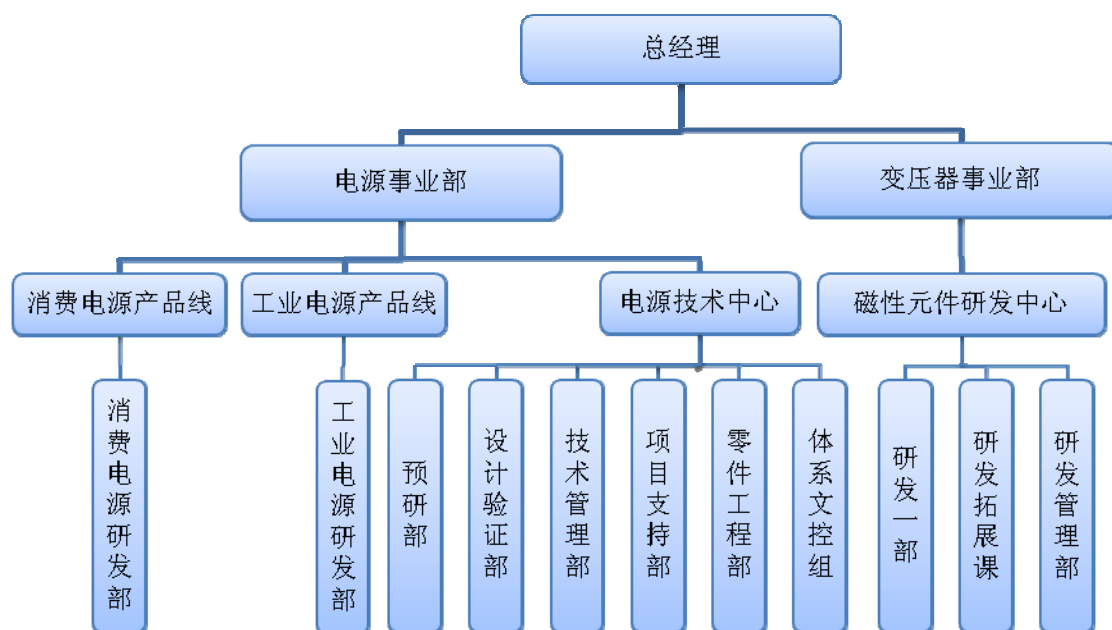 总经理
电源事业部
变压器事业部
消费电源产品线
工业电源产品线
电源技术中心
磁性元件研发中心
消费电源研发部
工业电源研发部
预研部
设计验证部
技术管理部
项目支持部
零件工程部
体系文控组
研发一部
研发拓展课
研发管理部